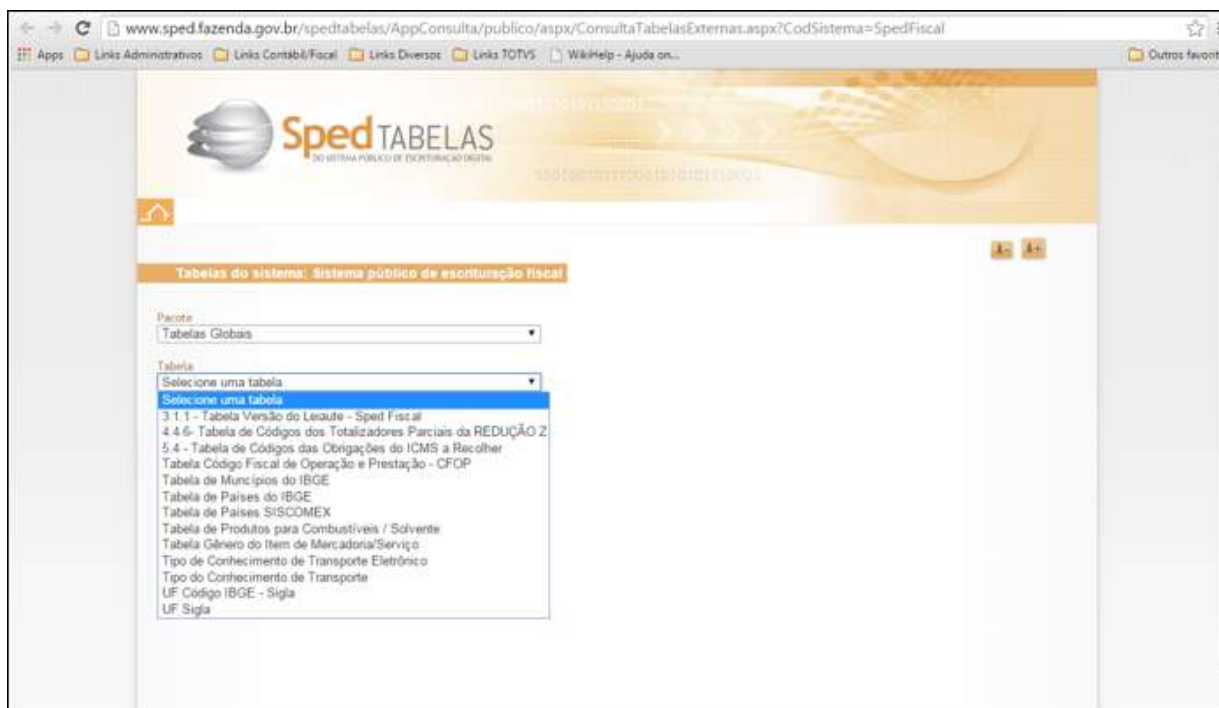 www.sped.fazenda.gov.br/spedtabelas/AppConsulta/publico/aspx/ConsultaTabelasExternas.aspx?CodSistema=SpedFiscal
Apps Links Administrativos Links Contábil/Fiscal Links Diversos Links TOTVS WikiHelp - Ajuda on... Outros favorit
Sped TABELAS
DO SISTEMA PÚBLICO DE ESCRITURAÇÃO DIGITAL
A- A+
Tabelas do sistema: Sistema público de escrituração fiscal
Pacote
Tabelas Globais
Tabela
Selecione uma tabela
Selecione uma tabela
3.1.1 - Tabela Versão do Leiaute - Sped Fiscal
4.4.6- Tabela de Códigos dos Totalizadores Parciais da REDUÇÃO Z
5.4 - Tabela de Códigos das Obrigações do ICMS a Recolher
Tabela Código Fiscal de Operação e Prestação - CFOP
Tabela de Municípios do IBGE
Tabela de Países do IBGE
Tabela de Países SISCOMEX
Tabela de Produtos para Combustíveis / Solvente
Tabela Gênero do Item de Mercadoria/Serviço
Tipo de Conhecimento de Transporte Eletrônico
Tipo do Conhecimento de Transporte
UF Código IBGE - Sigla
UF Sigla